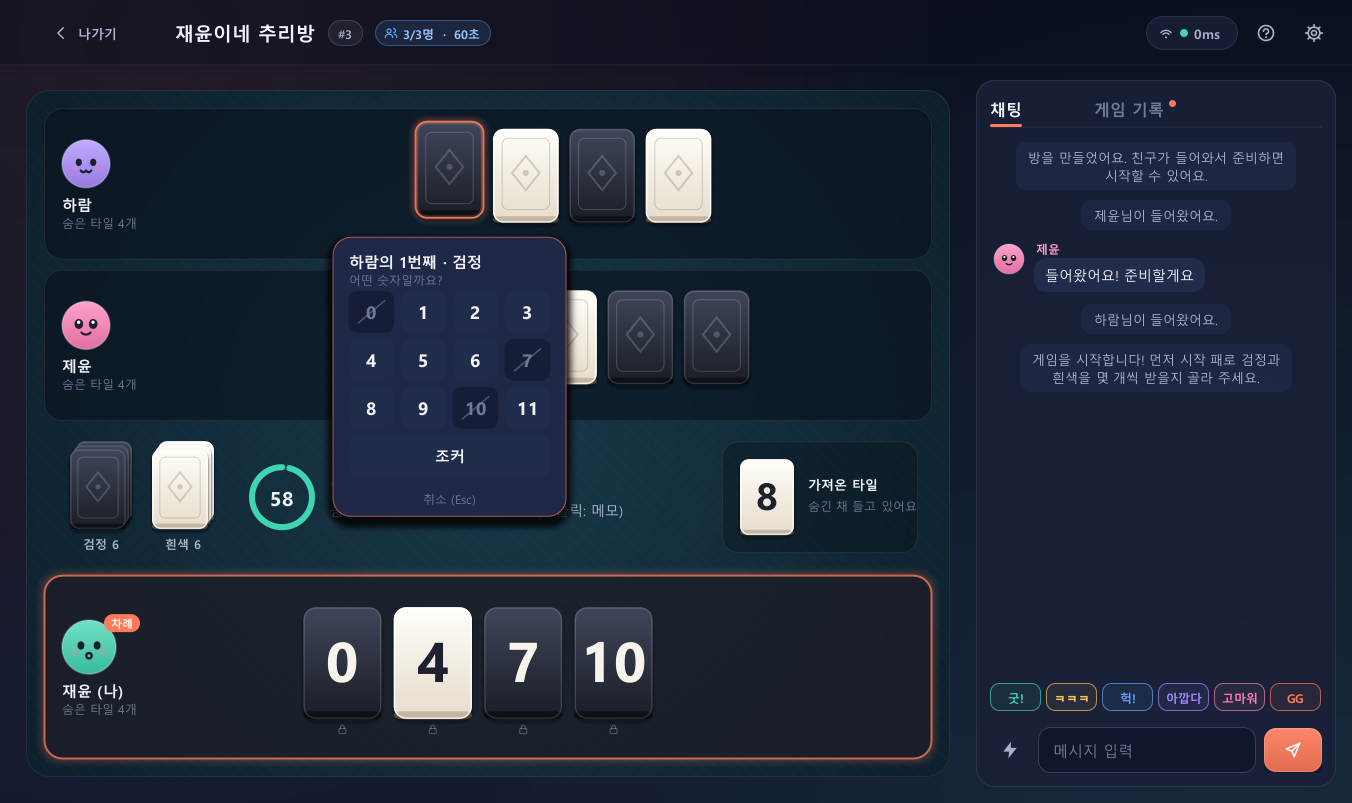 나가기
재윤이네 추리방
#3
3/3명 · 60초
0ms
하람
숨은 타일 4개
제윤
숨은 타일 4개
하람의 1번째 · 검정
어떤 숫자일까요?
0 1 2 3
4 5 6 7
8 9 10 11
조커
취소 (Esc)
검정 6
흰색 6
58
릭: 메모)
8
가져온 타일
숨긴 채 들고 있어요
차례
재윤 (나)
숨은 타일 4개
0 4 7 10
채팅
게임 기록
방을 만들었어요. 친구가 들어와서 준비하면
시작할 수 있어요.
제윤님이 들어왔어요.
제윤
들어왔어요! 준비할게요
하람님이 들어왔어요.
게임을 시작합니다! 먼저 시작 패로 검정과
흰색을 몇 개씩 받을지 골라 주세요.
굿!
ㅋㅋㅋ
헉!
아깝다
고마워
GG
메시지 입력